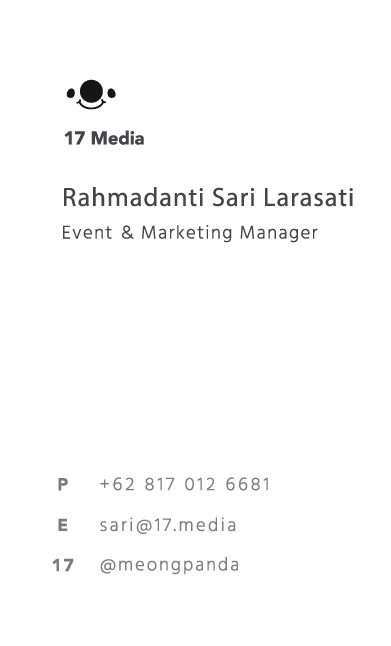 17 Media
Rahmadanti Sari Larasati
Event & Marketing Manager
P +62 817 012 6681
E sari@17.media
17 @meongpanda